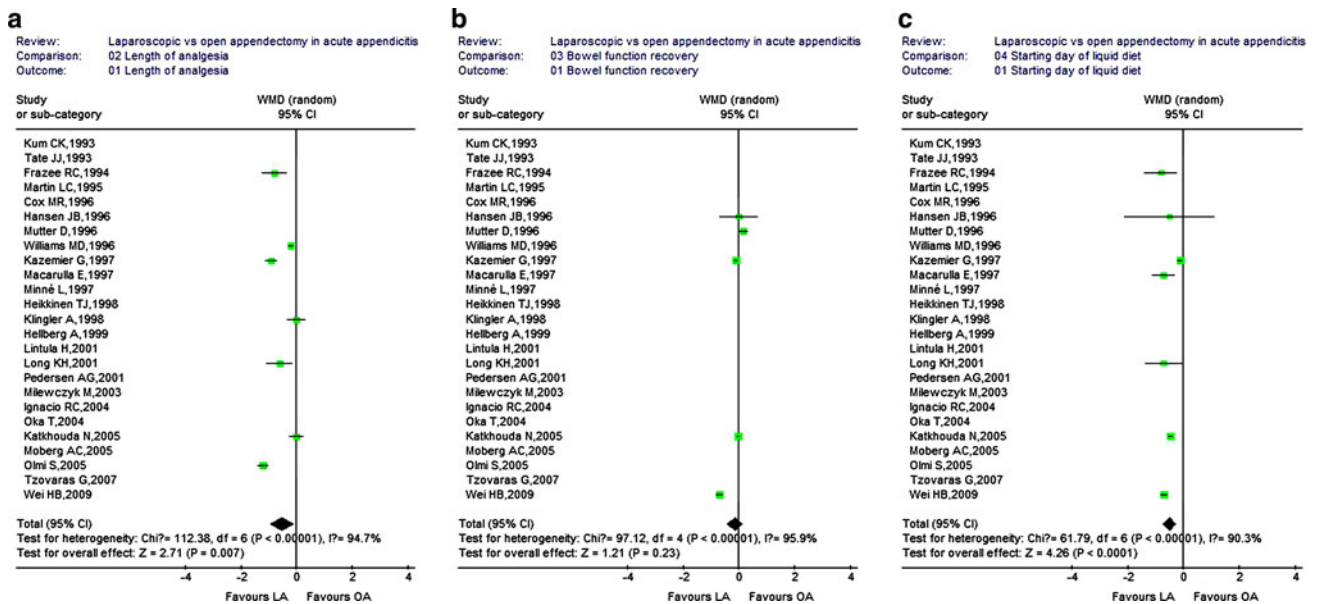 a
Review: Laparoscopic vs open appendectomy in acute appendicitis
Comparison: 02 Length of analgesia
Outcome: 01 Length of analgesia
Study or sub-category
WMD (random)
95% CI
Kum CK,1993
Tate JJ,1993
Frazee RC,1994
Martin LC,1995
Cox MR,1996
Hansen JB,1996
Mutter D,1996
Williams MD,1996
Kazemier G,1997
Macarulla E,1997
Minné L,1997
Heikkinen TJ,1998
Klingler A,1998
Hellberg A,1999
Lintula H,2001
Long KH,2001
Pedersen AG,2001
Milewczyk M,2003
Ignacio RC,2004
Oka T,2004
Katkhouda N,2005
Moberg AC,2005
Olmi S,2005
Tzovaras G,2007
Wei HB,2009
Total (95% CI)
Test for heterogeneity: Chi?= 112.38, df = 6 (P < 0.00001), I?= 94.7%
Test for overall effect: Z = 2.71 (P = 0.007)
-4 -2 0 2 4
Favours LA Favours OA
b
Review: Laparoscopic vs open appendectomy in acute appendicitis
Comparison: 03 Bowel function recovery
Outcome: 01 Bowel function recovery
Study or sub-category
WMD (random)
95% CI
Kum CK,1993
Tate JJ,1993
Frazee RC,1994
Martin LC,1995
Cox MR,1996
Hansen JB,1996
Mutter D,1996
Williams MD,1996
Kazemier G,1997
Macarulla E,1997
Minné L,1997
Heikkinen TJ,1998
Klingler A,1998
Hellberg A,1999
Lintula H,2001
Long KH,2001
Pedersen AG,2001
Milewczyk M,2003
Ignacio RC,2004
Oka T,2004
Katkhouda N,2005
Moberg AC,2005
Olmi S,2005
Tzovaras G,2007
Wei HB,2009
Total (95% CI)
Test for heterogeneity: Chi?= 97.12, df = 4 (P < 0.00001), I?= 95.9%
Test for overall effect: Z = 1.21 (P = 0.23)
-4 -2 0 2 4
Favours LA Favours OA
c
Review: Laparoscopic vs open appendectomy in acute appendicitis
Comparison: 04 Starting day of liquid diet
Outcome: 01 Starting day of liquid diet
Study or sub-category
WMD (random)
95% CI
Kum CK,1993
Tate JJ,1993
Frazee RC,1994
Martin LC,1995
Cox MR,1996
Hansen JB,1996
Mutter D,1996
Williams MD,1996
Kazemier G,1997
Macarulla E,1997
Minné L,1997
Heikkinen TJ,1998
Klingler A,1998
Hellberg A,1999
Lintula H,2001
Long KH,2001
Pedersen AG,2001
Milewczyk M,2003
Ignacio RC,2004
Oka T,2004
Katkhouda N,2005
Moberg AC,2005
Olmi S,2005
Tzovaras G,2007
Wei HB,2009
Total (95% CI)
Test for heterogeneity: Chi?= 61.79, df = 6 (P < 0.00001), I?= 90.3%
Test for overall effect: Z = 4.26 (P < 0.0001)
-4 -2 0 2 4
Favours LA Favours OA